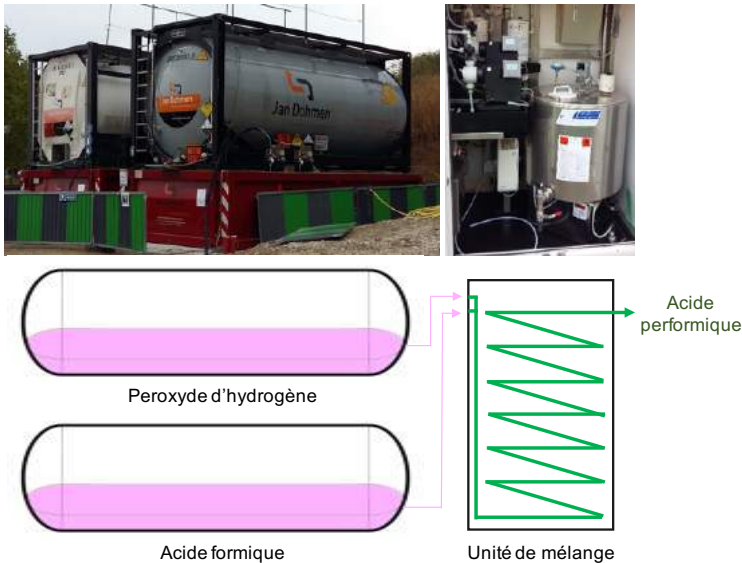 Jan Dohmen
Acide
performique
Peroxyde d'hydrogène
Acide formique
Unité de mélange